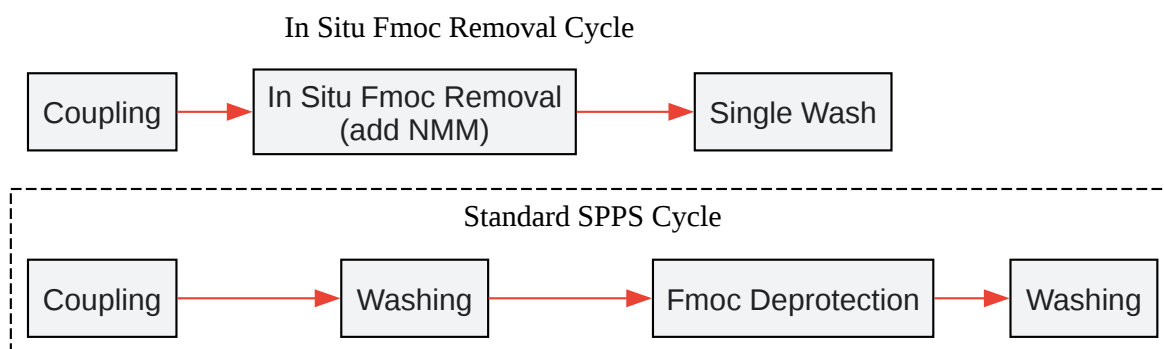 In Situ Fmoc Removal Cycle
Coupling
In Situ Fmoc Removal
(add NMM)
Single Wash
Standard SPPS Cycle
Coupling
Washing
Fmoc Deprotection
Washing